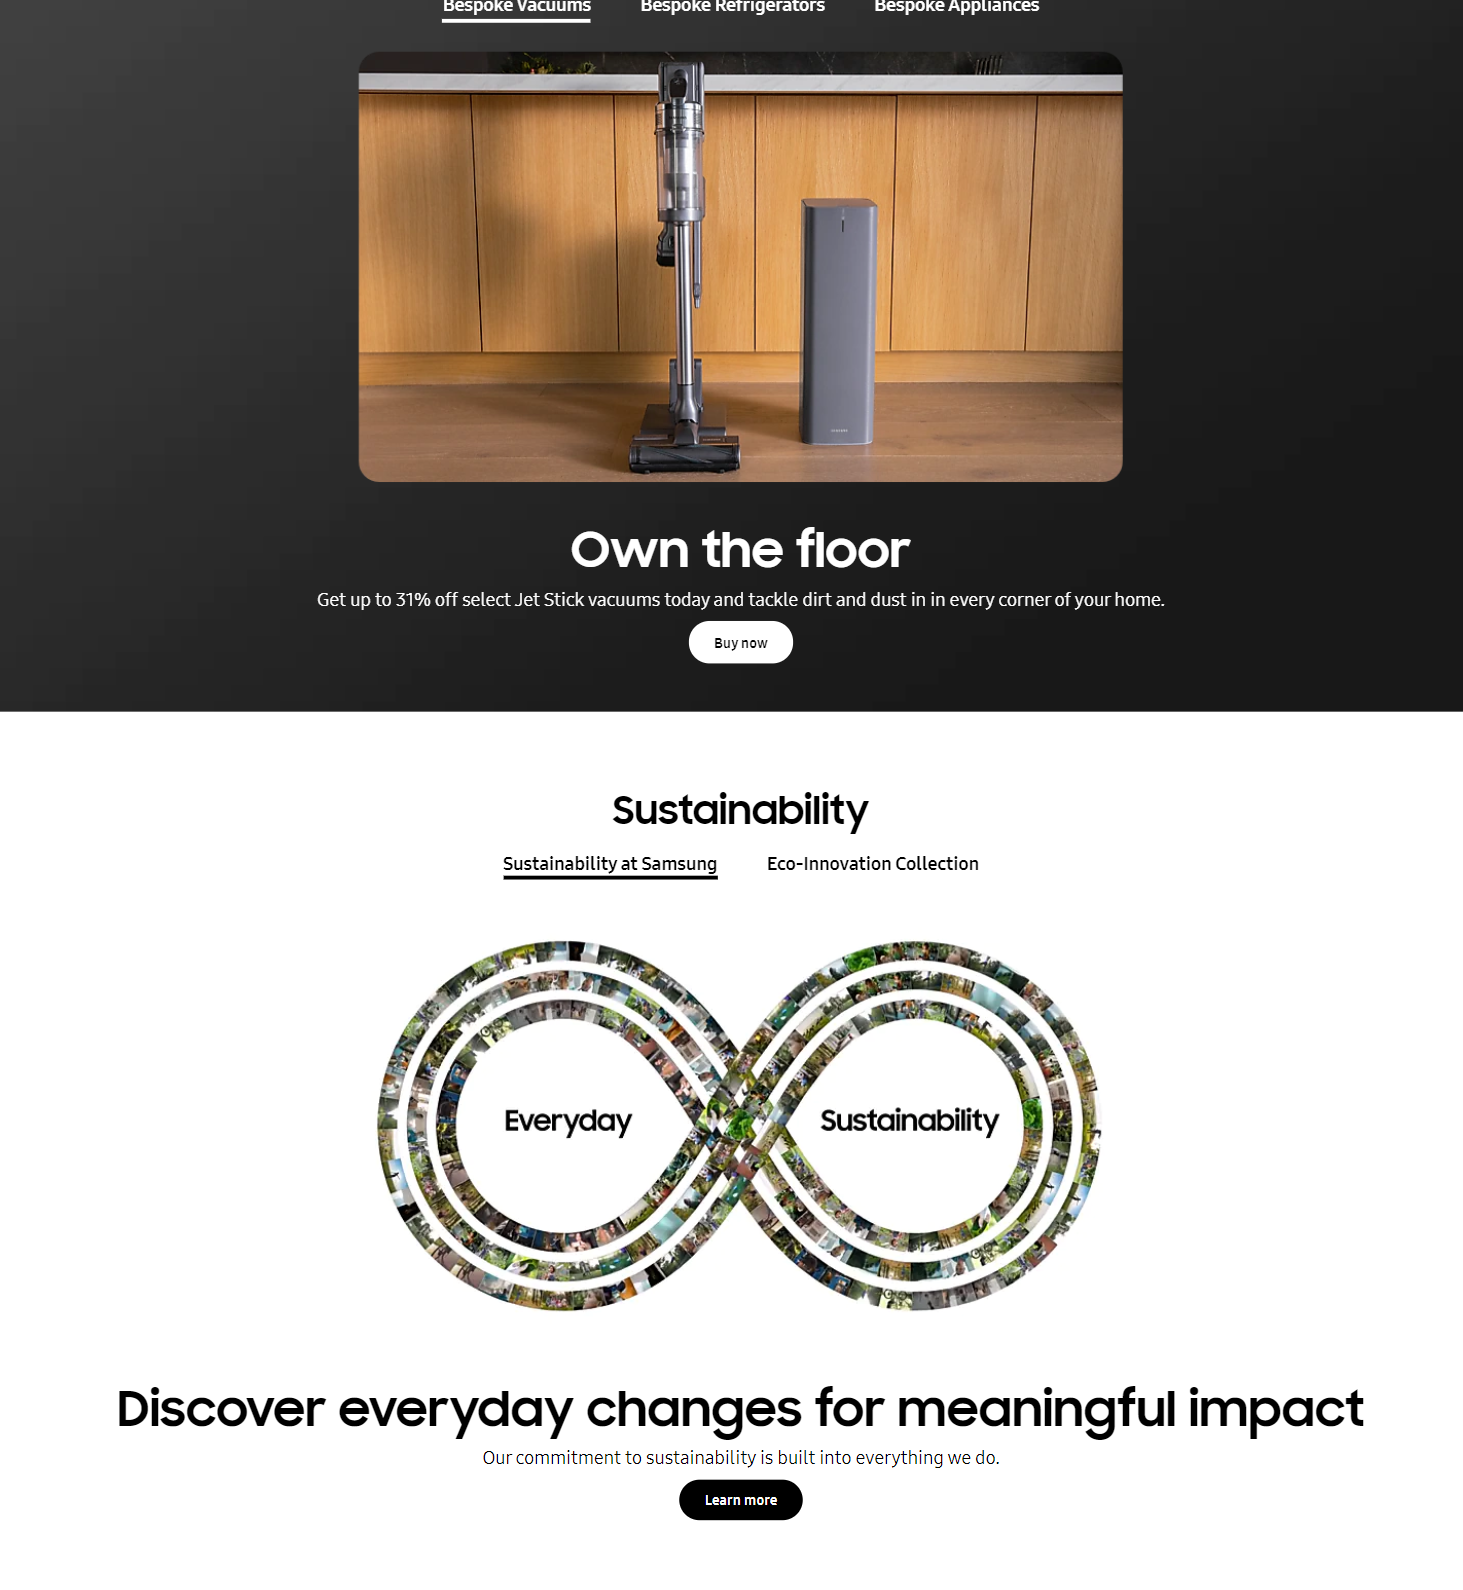 Bespoke Vacuums Bespoke Refrigerators Bespoke Appliances
Own the floor
Get up to 31% off select Jet Stick vacuums today and tackle dirt and dust in in every corner of your home.
Buy now
Sustainability
Sustainability at Samsung Eco-Innovation Collection
Everyday Sustainability
Discover everyday changes for meaningful impact
Our commitment to sustainability is built into everything we do.
Learn more